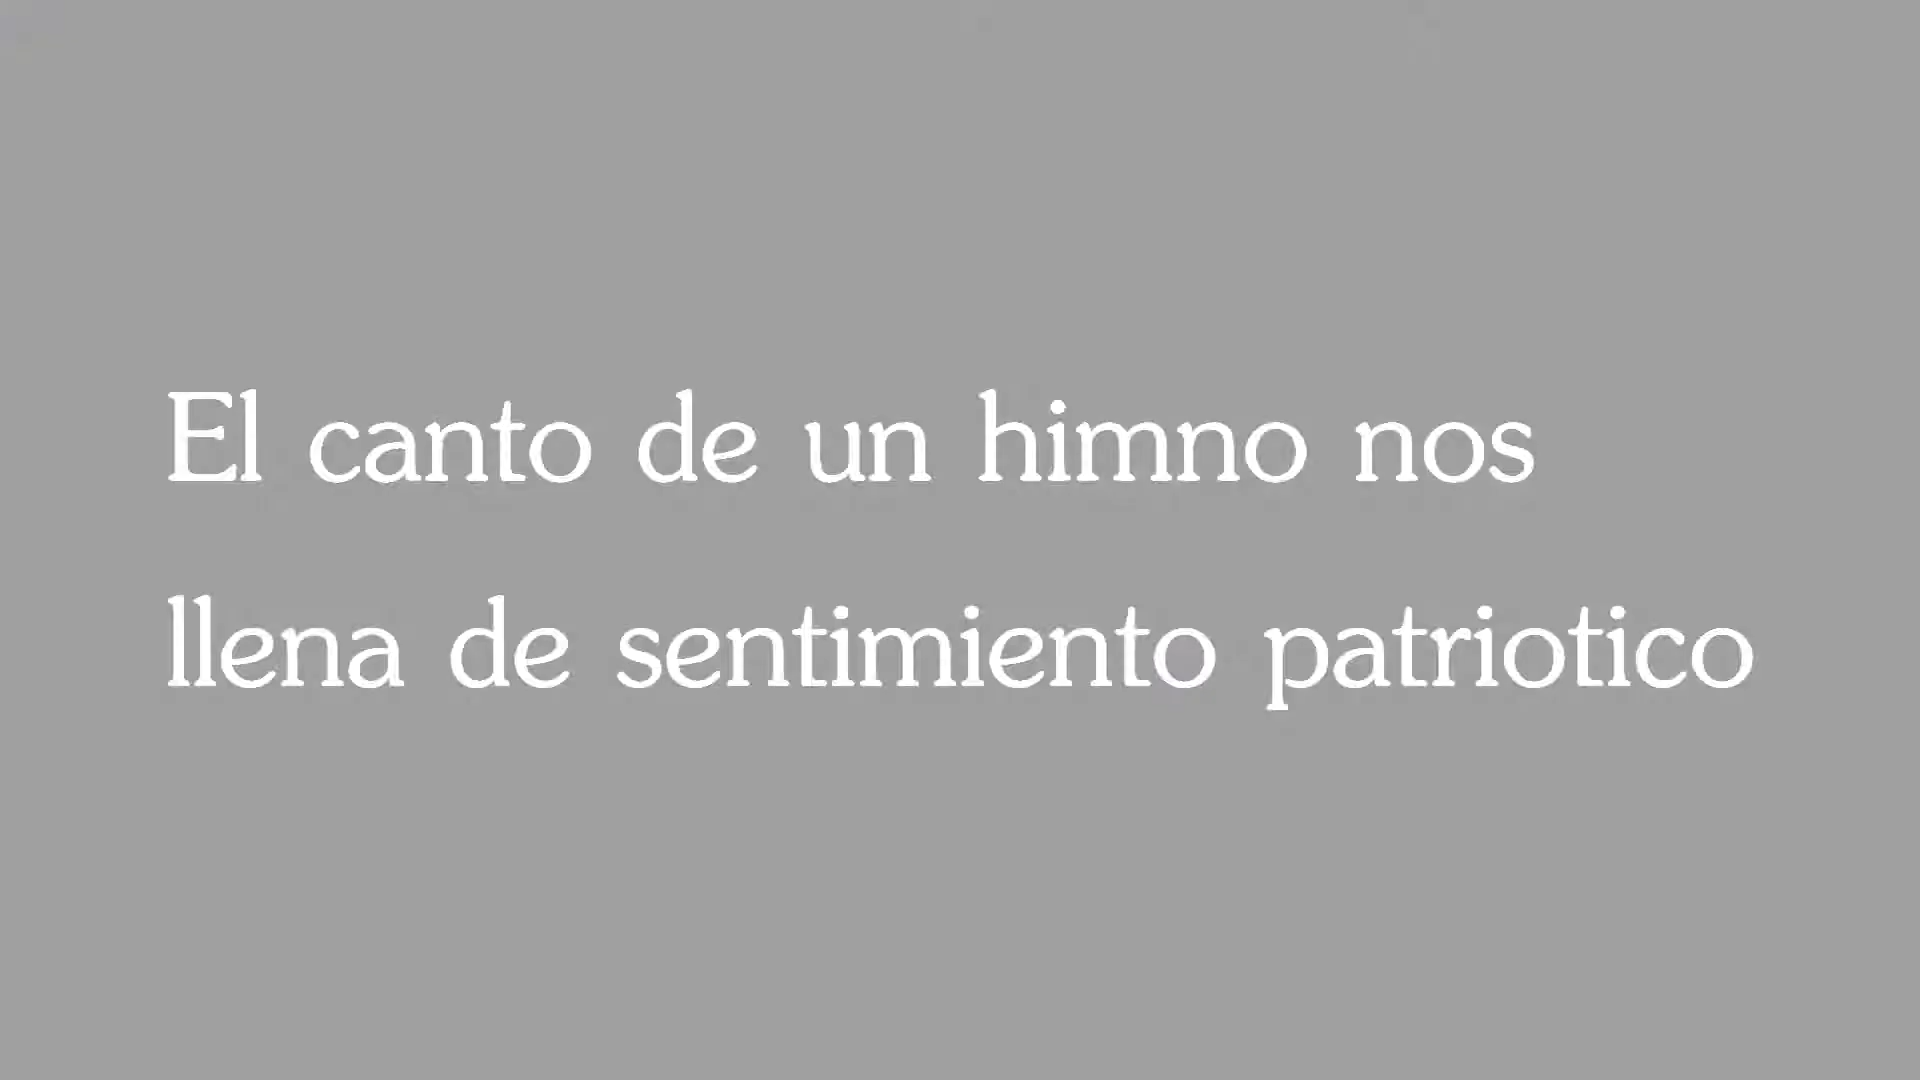 El canto de un himno nos
llena de sentimiento patriotico